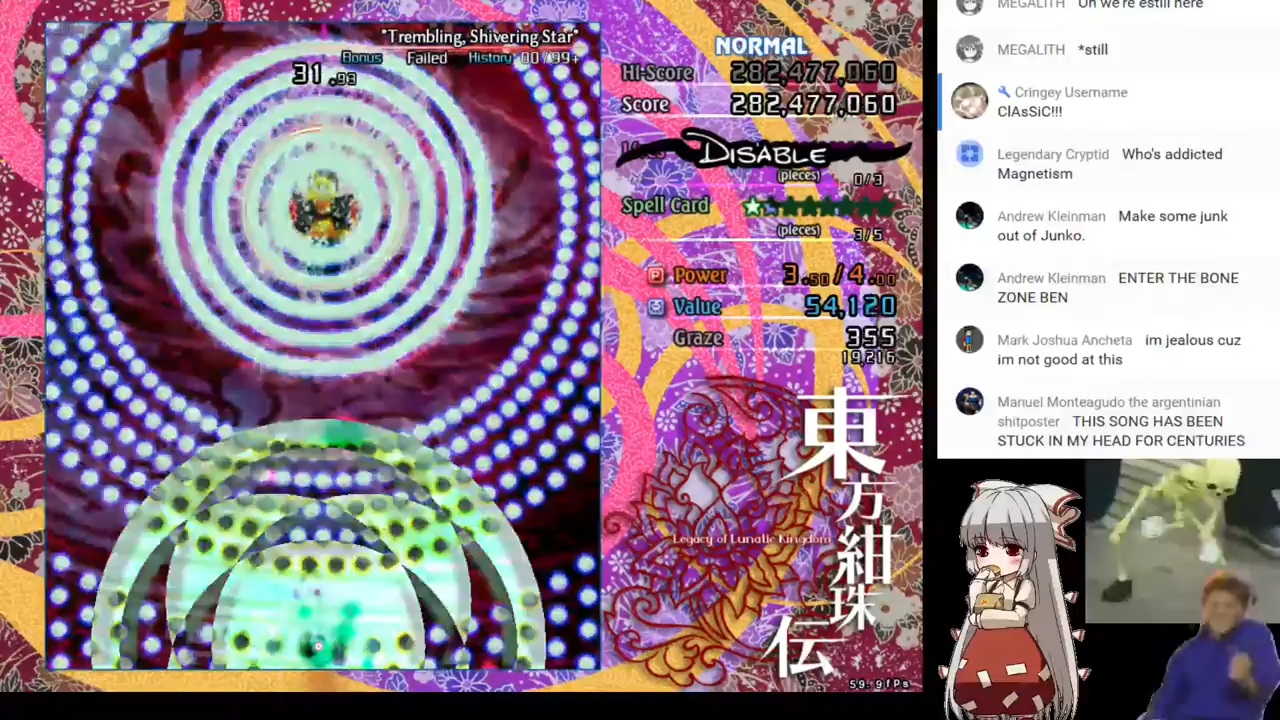 "Trembling, Shivering Star"
Bonus Failed History 00/99+
31.93
NORMAL
Hi-Score 282,477,060
Score 282,477,060
DISABLE
(pieces) 0/3
Spell Card
(pieces) 3/5
Power 3.50/4.00
Value 54,120
Graze 355
19,216
東方紺珠伝
Legacy of Lunatic Kingdom
59.9fps
MEGALITH Oh we're estill here
MEGALITH *still
Cringey Username
ClAsSiC!!!
Legendary Cryptid Who's addicted
Magnetism
Andrew Kleinman Make some junk
out of Junko.
Andrew Kleinman ENTER THE BONE
ZONE BEN
Mark Joshua Ancheta im jealous cuz
im not good at this
Manuel Monteagudo the argentinian
shitposter THIS SONG HAS BEEN
STUCK IN MY HEAD FOR CENTURIES